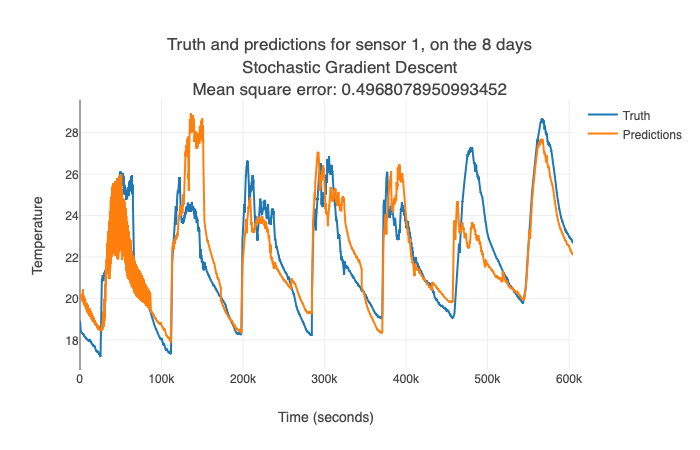 Truth and predictions for sensor 1, on the 8 days
Stochastic Gradient Descent
Mean square error: 0.4968078950993452
Truth
Predictions
28
26
24
22
20
18
Temperature
0 100k 200k 300k 400k 500k 600k
Time (seconds)